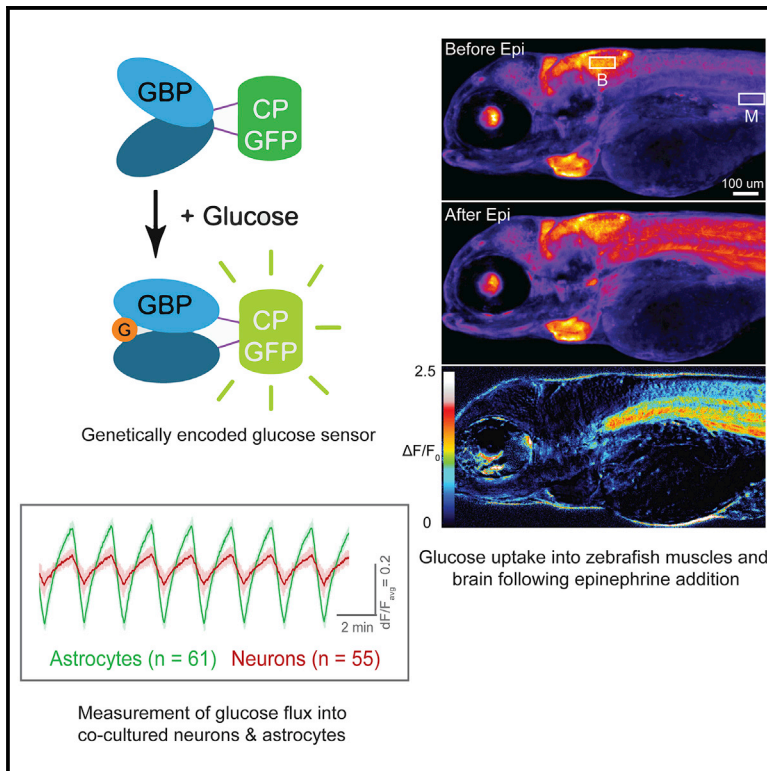 GBP
CP
GFP
+ Glucose
GBP
G
CP
GFP
Genetically encoded glucose sensor
Before Epi
B
M
100 um
After Epi
2.5
ΔF/F₀
0
Glucose uptake into zebrafish muscles and
brain following epinephrine addition
dF/Favg = 0.2
2 min
Astrocytes (n = 61) Neurons (n = 55)
Measurement of glucose flux into
co-cultured neurons & astrocytes